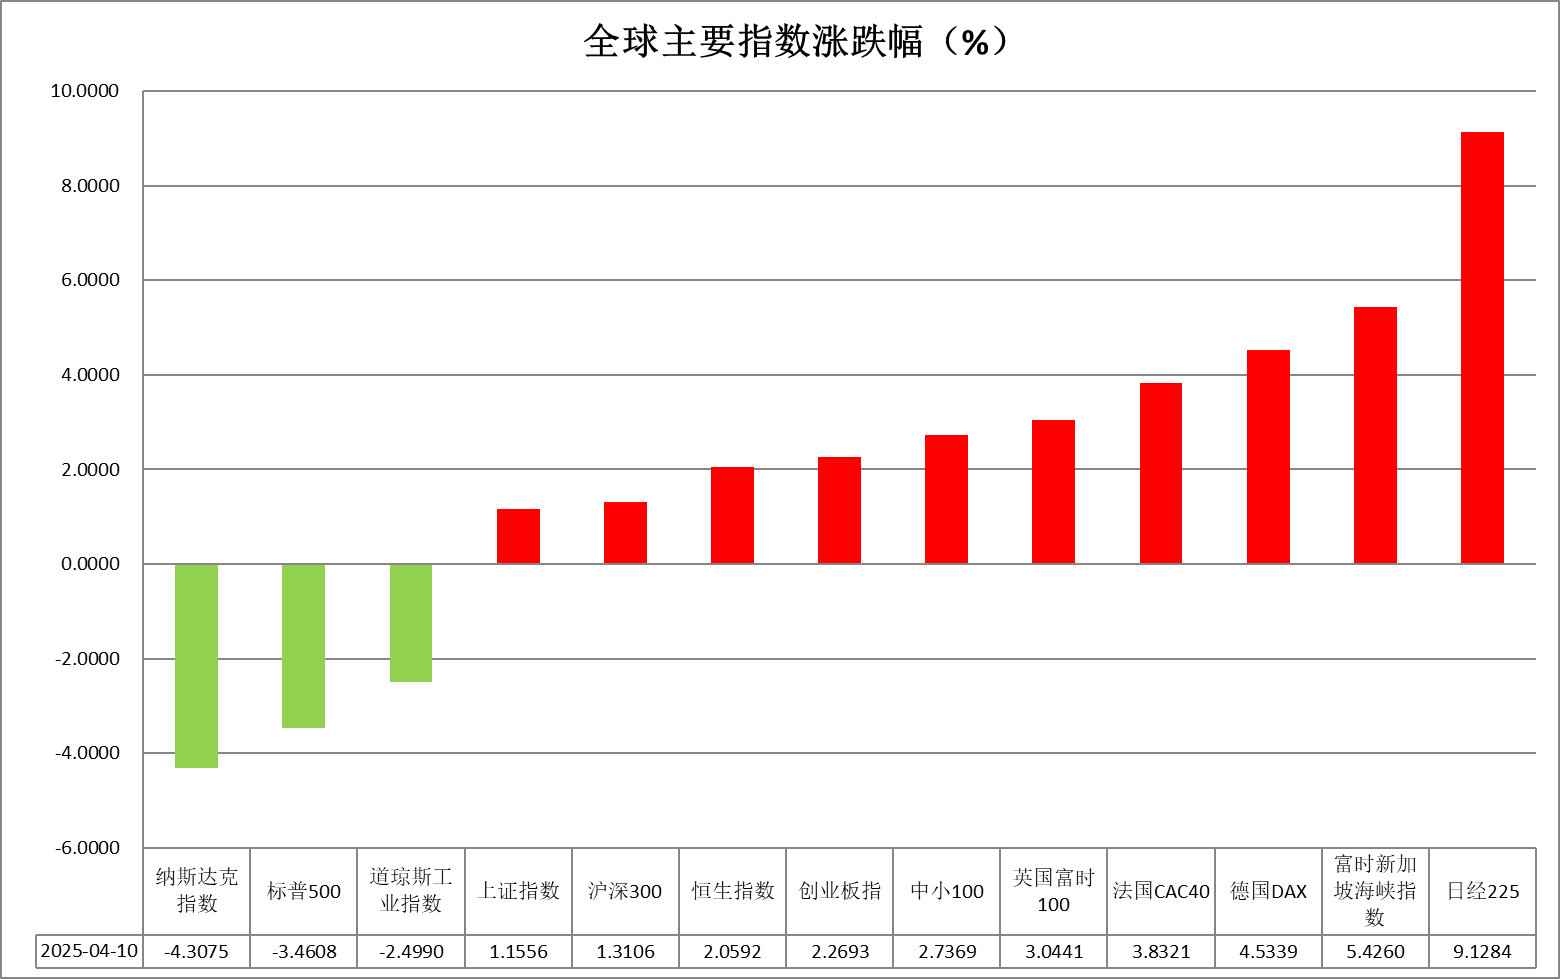 全球主要指数涨跌幅（%）
10.0000
8.0000
6.0000
4.0000
2.0000
0.0000
-2.0000
-4.0000
-6.0000
纳斯达克
指数
标普500
道琼斯工
业指数
上证指数
沪深300
恒生指数
创业板指
中小100
英国富时
100
法国CAC40
德国DAX
富时新加
坡海峡指
数
日经225
2025-04-10 -4.3075 -3.4608 -2.4990 1.1556 1.3106 2.0592 2.2693 2.7369 3.0441 3.8321 4.5339 5.4260 9.1284